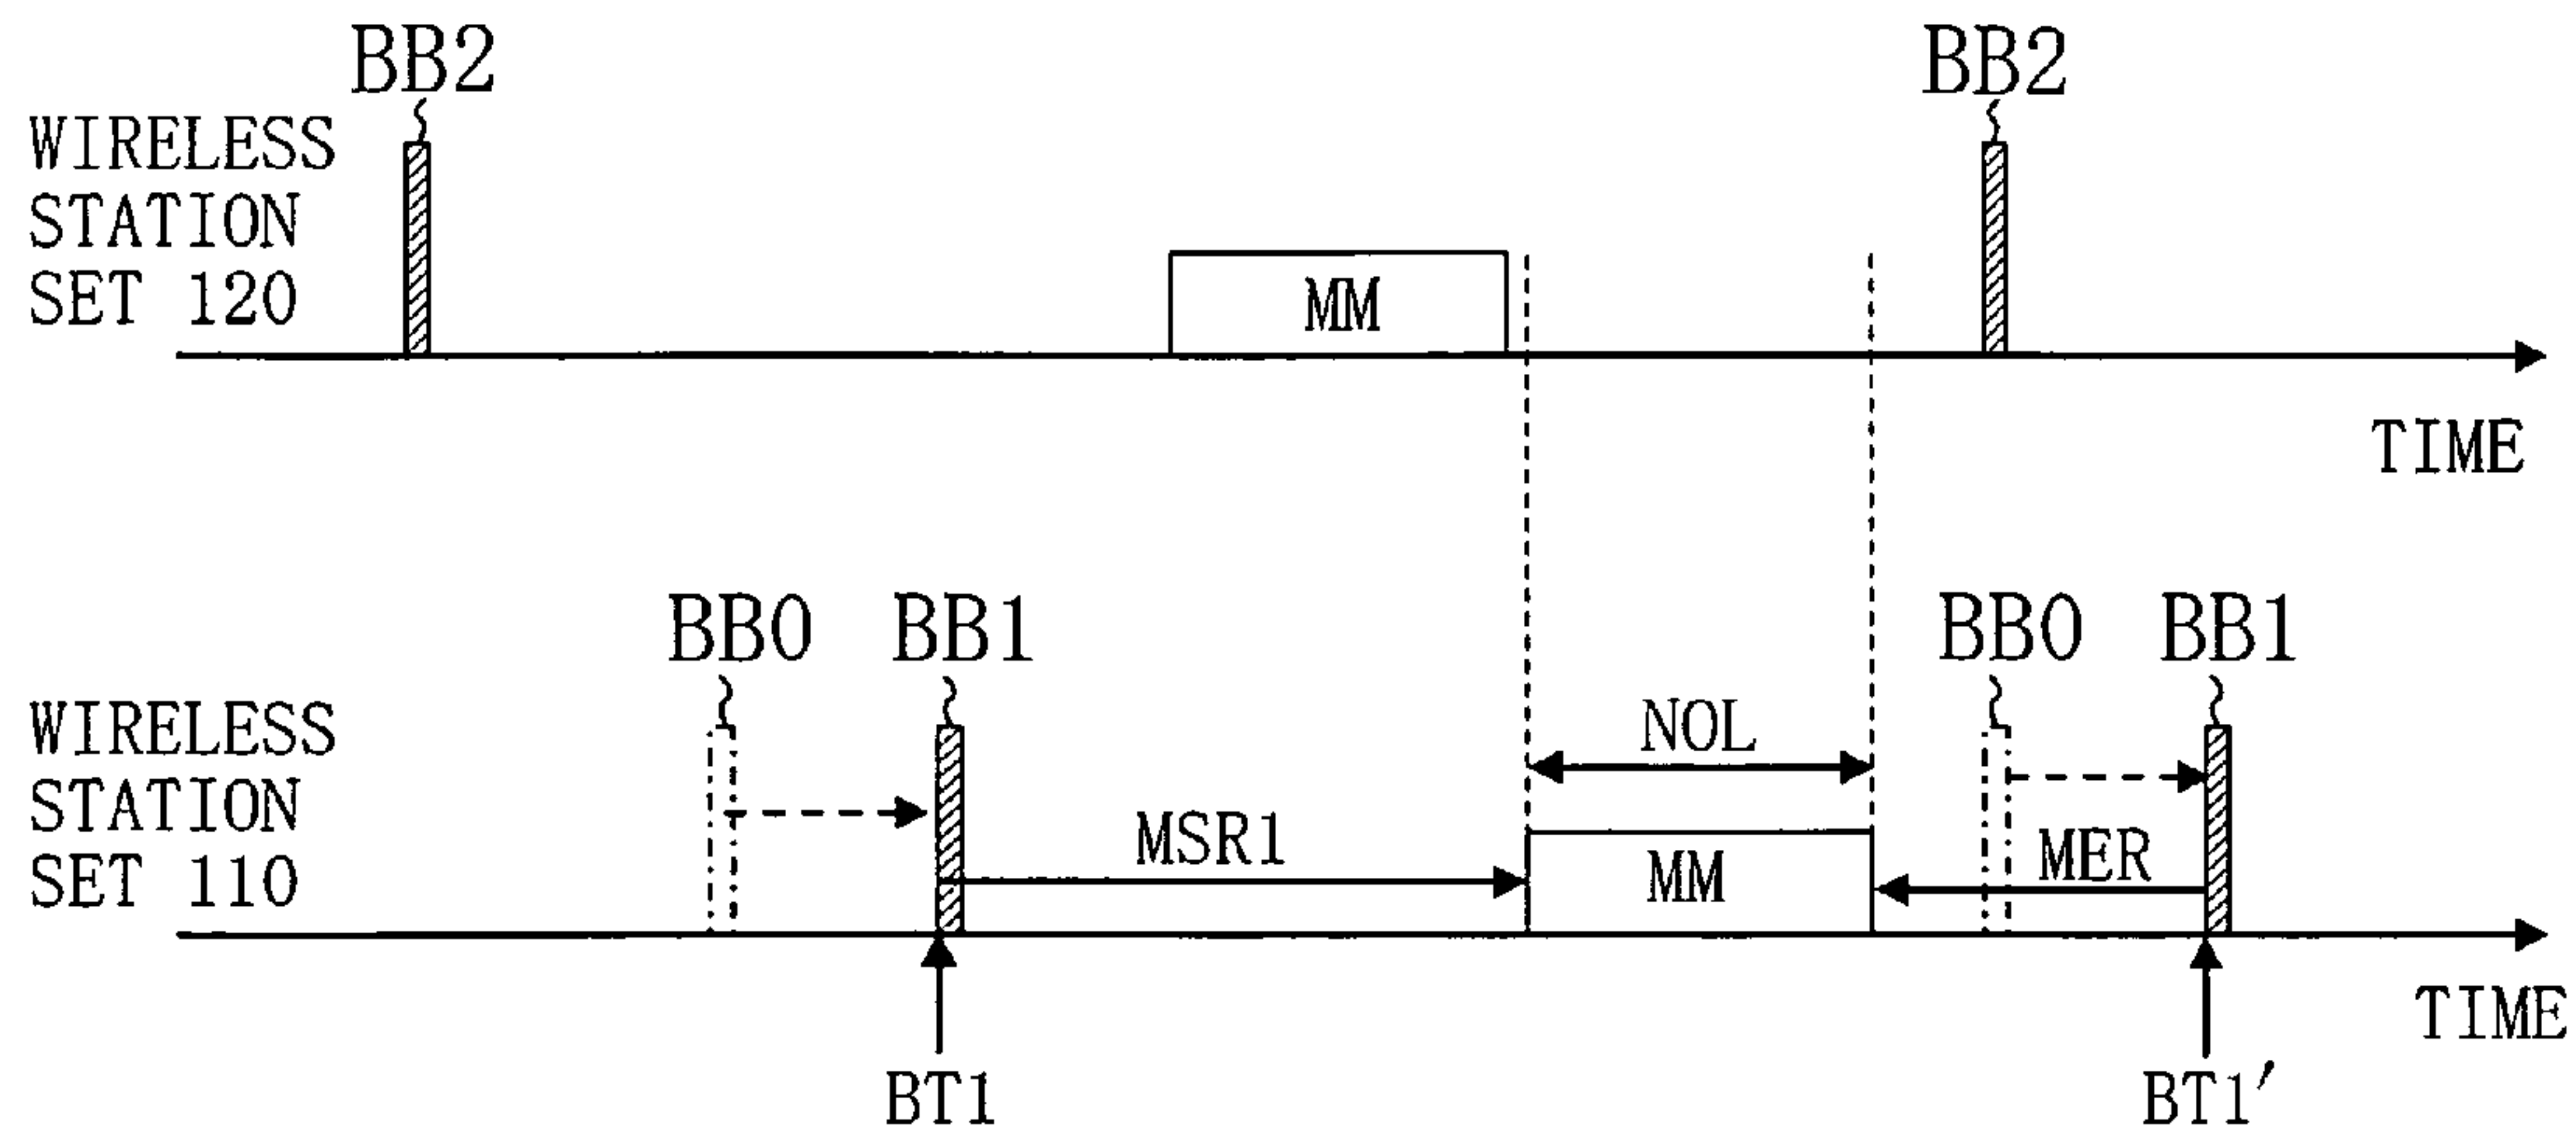 BB2
BB2
WIRELESS
STATION
SET 120
MM
TIME
BB0
BB1
BB0
BB1
WIRELESS
STATION
SET 110
NOL
MSR1
MM
MER
TIME
BT1
BT1′